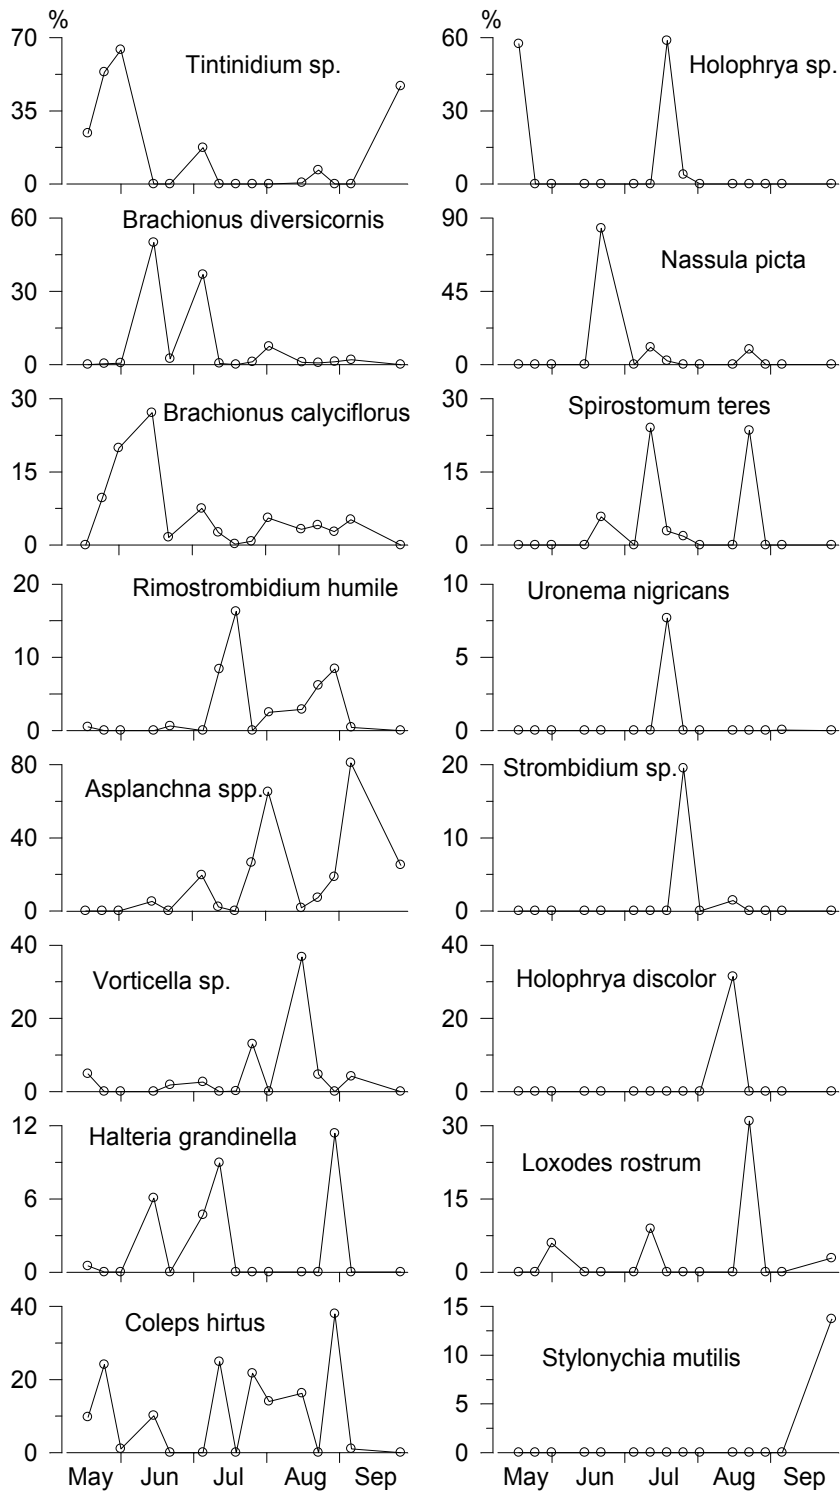 %
70
Tintinidium sp.
35
0
60
Brachionus diversicornis
30
0
30
Brachionus calyciflorus
15
0
20
Rimostrombidium humile
10
0
80
Asplanchna spp.
40
0
40
Vorticella sp.
20
0
12
Halteria grandinella
6
0
40
Coleps hirtus
20
0
May Jun Jul Aug Sep
%
60
Holophrya sp.
30
0
90
Nassula picta
45
0
30
Spirostomum teres
15
0
10
Uronema nigricans
5
0
20
Strombidium sp.
10
0
40
Holophrya discolor
20
0
30
Loxodes rostrum
15
0
15
Stylonychia mutilis
10
5
0
May Jun Jul Aug Sep